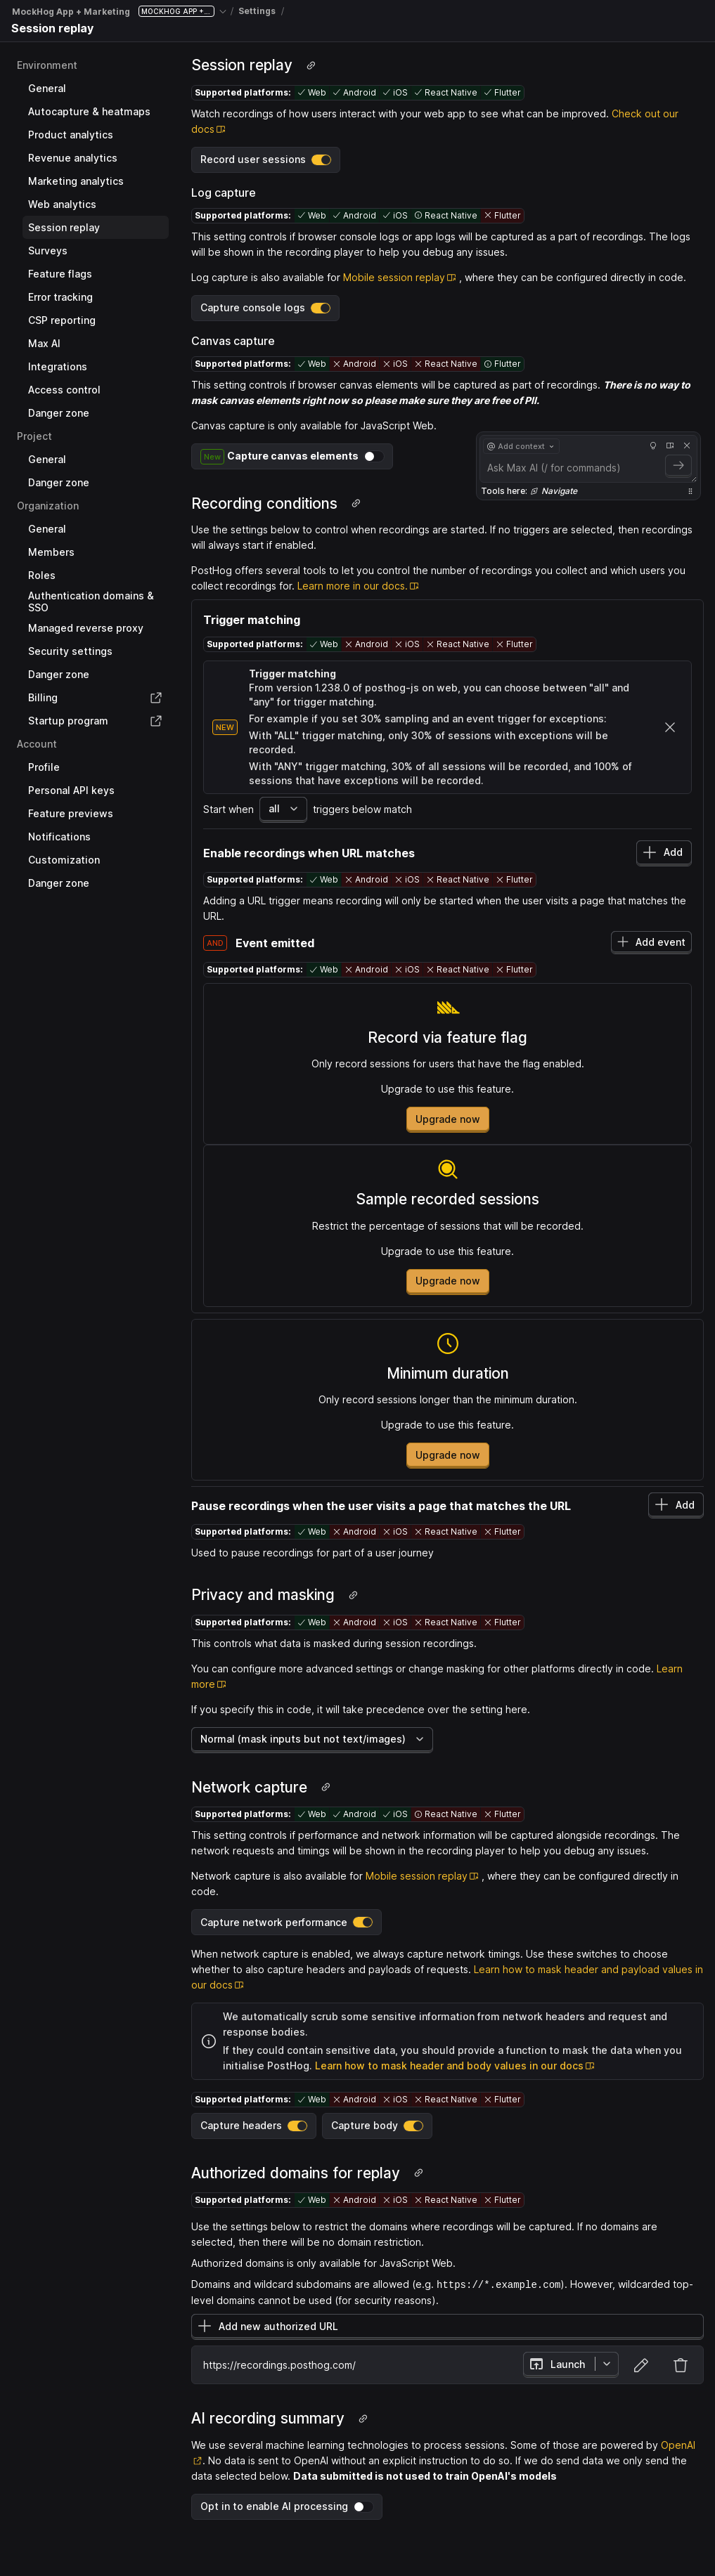 MockHog App + Marketing MOCKHOG APP +... / Settings /
Session replay
Environment
General
Autocapture & heatmaps
Product analytics
Revenue analytics
Marketing analytics
Web analytics
Session replay
Surveys
Feature flags
Error tracking
CSP reporting
Max AI
Integrations
Access control
Danger zone
Project
General
Danger zone
Organization
General
Members
Roles
Authentication domains &
SSO
Managed reverse proxy
Security settings
Danger zone
Billing
Startup program
Account
Profile
Personal API keys
Feature previews
Notifications
Customization
Danger zone
Session replay
Supported platforms: Web Android iOS React Native Flutter
Watch recordings of how users interact with your web app to see what can be improved. Check out our
docs
Record user sessions
Log capture
Supported platforms: Web Android iOS React Native Flutter
This setting controls if browser console logs or app logs will be captured as a part of recordings. The logs
will be shown in the recording player to help you debug any issues.
Log capture is also available for Mobile session replay , where they can be configured directly in code.
Capture console logs
Canvas capture
Supported platforms: Web Android iOS React Native Flutter
This setting controls if browser canvas elements will be captured as part of recordings. There is no way to
mask canvas elements right now so please make sure they are free of PII.
Canvas capture is only available for JavaScript Web.
New Capture canvas elements
@ Add context
Ask Max AI (/ for commands)
Tools here: Navigate
Recording conditions
Use the settings below to control when recordings are started. If no triggers are selected, then recordings
will always start if enabled.
PostHog offers several tools to let you control the number of recordings you collect and which users you
collect recordings for. Learn more in our docs.
Trigger matching
Supported platforms: Web Android iOS React Native Flutter
NEW
Trigger matching
From version 1.238.0 of posthog-js on web, you can choose between "all" and
"any" for trigger matching.
For example if you set 30% sampling and an event trigger for exceptions:
With "ALL" trigger matching, only 30% of sessions with exceptions will be
recorded.
With "ANY" trigger matching, 30% of all sessions will be recorded, and 100% of
sessions that have exceptions will be recorded.
Start when all triggers below match
Enable recordings when URL matches Add
Supported platforms: Web Android iOS React Native Flutter
Adding a URL trigger means recording will only be started when the user visits a page that matches the
URL.
AND Event emitted Add event
Supported platforms: Web Android iOS React Native Flutter
Record via feature flag
Only record sessions for users that have the flag enabled.
Upgrade to use this feature.
Upgrade now
Sample recorded sessions
Restrict the percentage of sessions that will be recorded.
Upgrade to use this feature.
Upgrade now
Minimum duration
Only record sessions longer than the minimum duration.
Upgrade to use this feature.
Upgrade now
Pause recordings when the user visits a page that matches the URL Add
Supported platforms: Web Android iOS React Native Flutter
Used to pause recordings for part of a user journey
Privacy and masking
Supported platforms: Web Android iOS React Native Flutter
This controls what data is masked during session recordings.
You can configure more advanced settings or change masking for other platforms directly in code. Learn
more
If you specify this in code, it will take precedence over the setting here.
Normal (mask inputs but not text/images)
Network capture
Supported platforms: Web Android iOS React Native Flutter
This setting controls if performance and network information will be captured alongside recordings. The
network requests and timings will be shown in the recording player to help you debug any issues.
Network capture is also available for Mobile session replay , where they can be configured directly in
code.
Capture network performance
When network capture is enabled, we always capture network timings. Use these switches to choose
whether to also capture headers and payloads of requests. Learn how to mask header and payload values in
our docs
We automatically scrub some sensitive information from network headers and request and
response bodies.
If they could contain sensitive data, you should provide a function to mask the data when you
initialise PostHog. Learn how to mask header and body values in our docs
Supported platforms: Web Android iOS React Native Flutter
Capture headers Capture body
Authorized domains for replay
Supported platforms: Web Android iOS React Native Flutter
Use the settings below to restrict the domains where recordings will be captured. If no domains are
selected, then there will be no domain restriction.
Authorized domains is only available for JavaScript Web.
Domains and wildcard subdomains are allowed (e.g. https://*.example.com). However, wildcarded top-
level domains cannot be used (for security reasons).
Add new authorized URL
https://recordings.posthog.com/ Launch
AI recording summary
We use several machine learning technologies to process sessions. Some of those are powered by OpenAI
. No data is sent to OpenAI without an explicit instruction to do so. If we do send data we only send the
data selected below. Data submitted is not used to train OpenAI's models
Opt in to enable AI processing